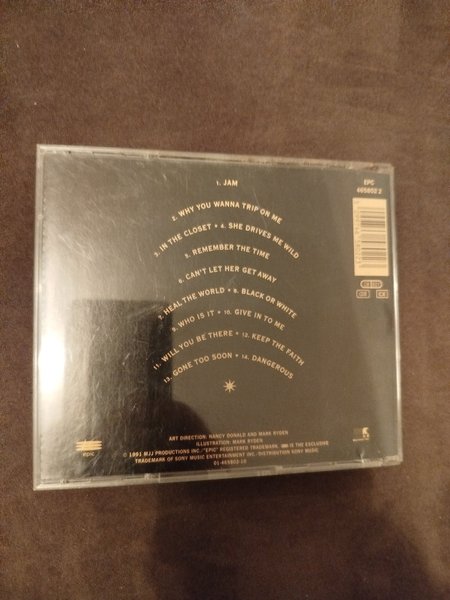 1. JAM
2. WHY YOU WANNA TRIP ON ME
3. IN THE CLOSET • 4. SHE DRIVES ME WILD
5. REMEMBER THE TIME
6. CAN'T LET HER GET AWAY
7. HEAL THE WORLD • 8. BLACK OR WHITE
9. WHO IS IT • 10. GIVE IN TO ME
11. WILL YOU BE THERE • 12. KEEP THE FAITH
13. GONE TOO SOON • 14. DANGEROUS
EPC
465802 2
epic
ART DIRECTION: NANCY DONALD AND MARK RYDEN
ILLUSTRATION: MARK RYDEN
© 1991 MJJ PRODUCTIONS INC. "EPIC" REGISTERED TRADEMARK. IS THE EXCLUSIVE
TRADEMARK OF SONY MUSIC ENTERTAINMENT INC.·DISTRIBUTION SONY MUSIC.
01-465802-10